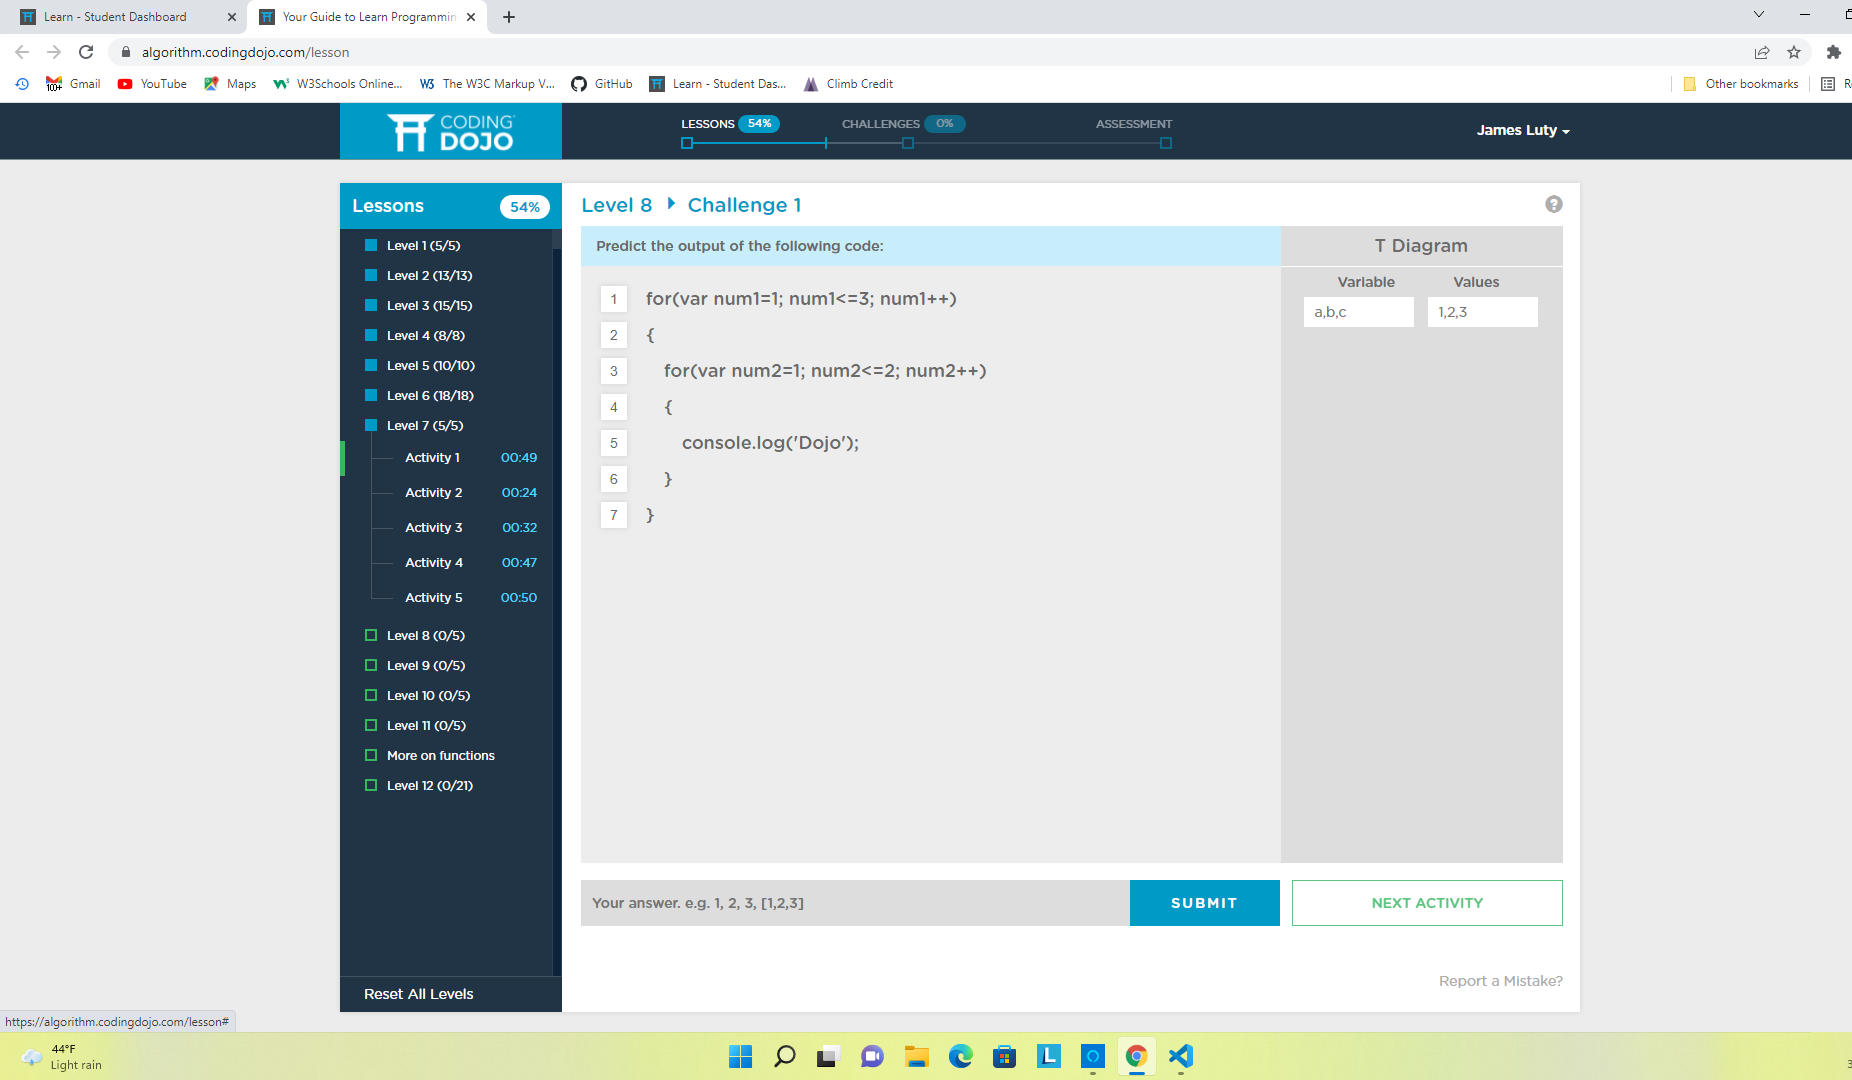 Learn - Student Dashboard
Your Guide to Learn Programmin
algorithm.codingdojo.com/lesson
100+ Gmail YouTube Maps W3Schools Online... The W3C Markup V... GitHub Learn - Student Das... Climb Credit Other bookmarks
CODING DOJO
LESSONS 54% CHALLENGES 0% ASSESSMENT
James Luty
Lessons 54%
Level 1 (5/5)
Level 2 (13/13)
Level 3 (15/15)
Level 4 (8/8)
Level 5 (10/10)
Level 6 (18/18)
Level 7 (5/5)
Activity 1 00:49
Activity 2 00:24
Activity 3 00:32
Activity 4 00:47
Activity 5 00:50
Level 8 (0/5)
Level 9 (0/5)
Level 10 (0/5)
Level 11 (0/5)
More on functions
Level 12 (0/21)
Reset All Levels
Level 8 Challenge 1
?
Predict the output of the following code:
1 for(var num1=1; num1<=3; num1++)
2 {
3 for(var num2=1; num2<=2; num2++)
4 {
5 console.log('Dojo');
6 }
7 }
T Diagram
Variable Values
a,b,c 1,2,3
Your answer. e.g. 1, 2, 3, [1,2,3]
SUBMIT
NEXT ACTIVITY
Report a Mistake?
https://algorithm.codingdojo.com/lesson#
44°F
Light rain